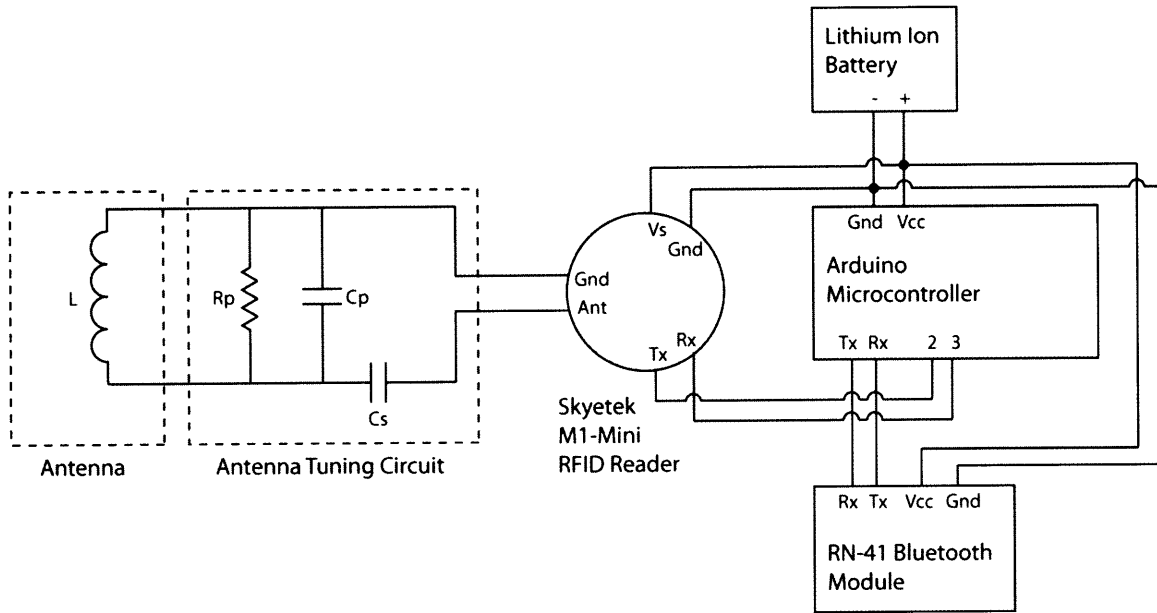 Lithium Ion
Battery
- +
Vs
Gnd
Gnd Vcc
Gnd
Ant
Arduino
Microcontroller
L
Rp
Cp
Cs
Tx
Rx
Tx Rx 2 3
Skyetek
M1-Mini
RFID Reader
Antenna
Antenna Tuning Circuit
Rx Tx Vcc Gnd
RN-41 Bluetooth
Module